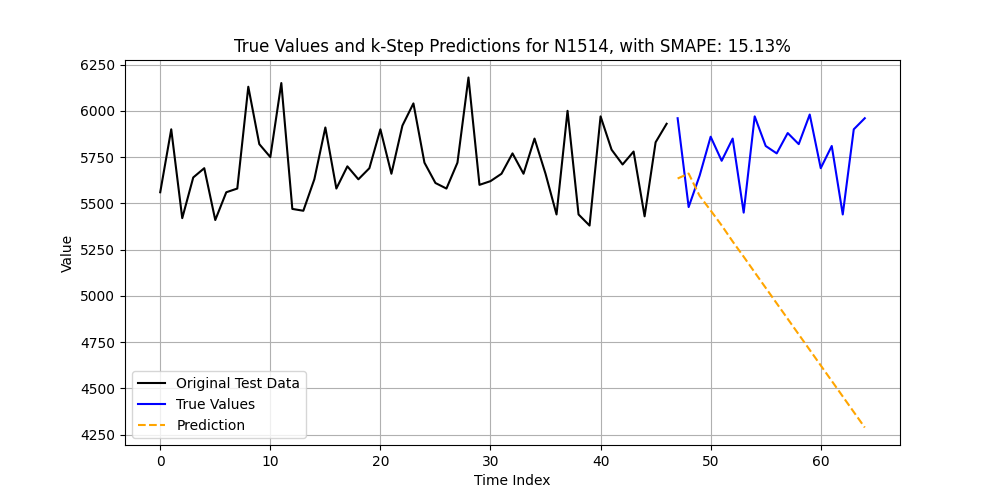 True Values and k-Step Predictions for N1514, with SMAPE: 15.13%
6250
6000
5750
5500
5250
5000
4750
4500
4250
Value
Original Test Data
True Values
Prediction
0 10 20 30 40 50 60
Time Index